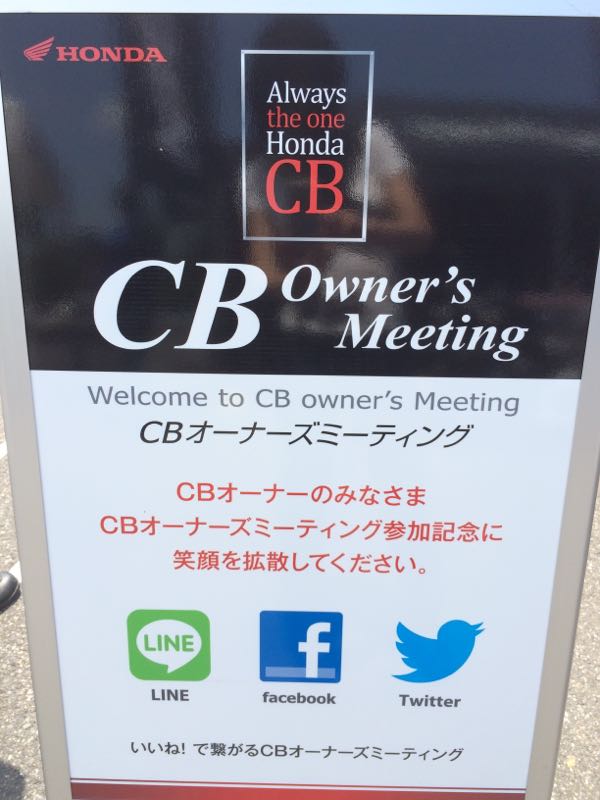 HONDA
Always
the one
Honda
CB
CB Owner's
Meeting
Welcome to CB owner's Meeting
CBオーナーズミーティング
CBオーナーのみなさま
CBオーナーズミーティング参加記念に
笑顔を拡散してください。
LINE
f
LINE
facebook
Twitter
いいね! で繋がるCBオーナーズミーティング